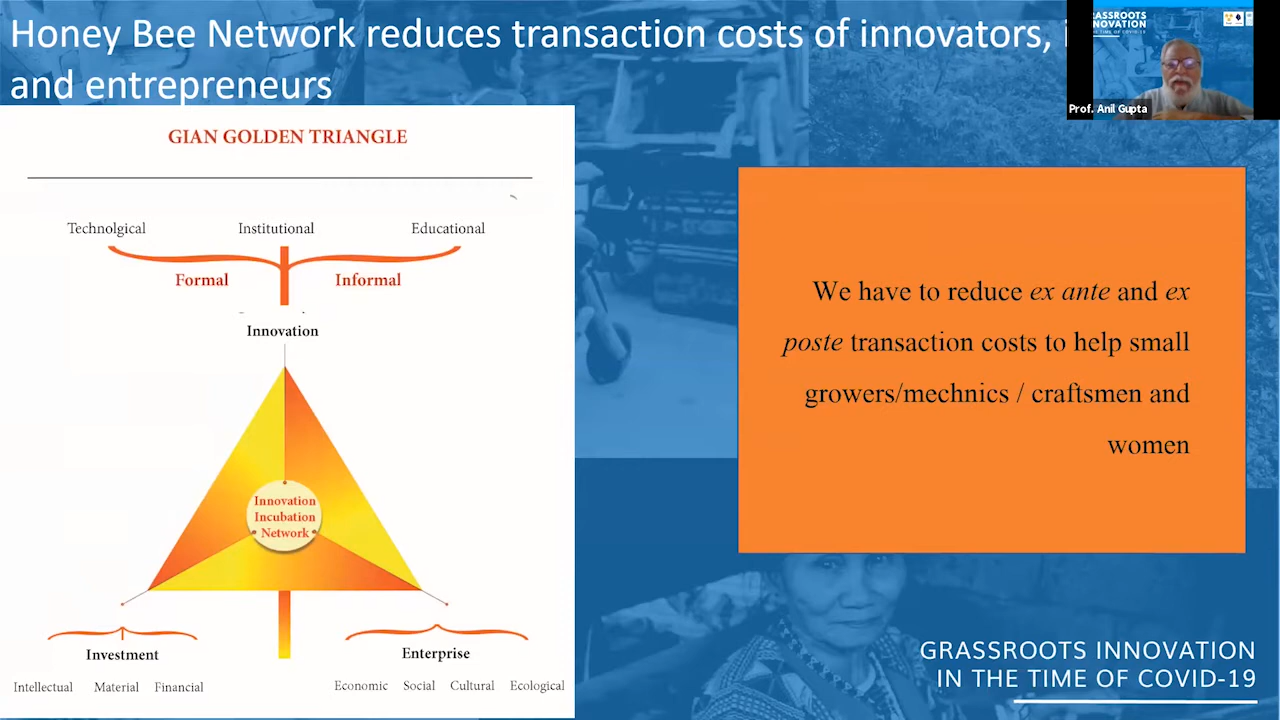 Honey Bee Network reduces transaction costs of innovators,
and entrepreneurs
GRASSROOTS
INNOVATION
Prof. Anil Gupta
GIAN GOLDEN TRIANGLE
Technolgical Institutional Educational
Formal Informal
Innovation
Innovation
Incubation
Network
Investment Enterprise
Intellectual Material Financial Economic Social Cultural Ecological
We have to reduce ex ante and ex
poste transaction costs to help small
growers/mechnics / craftsmen and
women
GRASSROOTS INNOVATION
IN THE TIME OF COVID-19